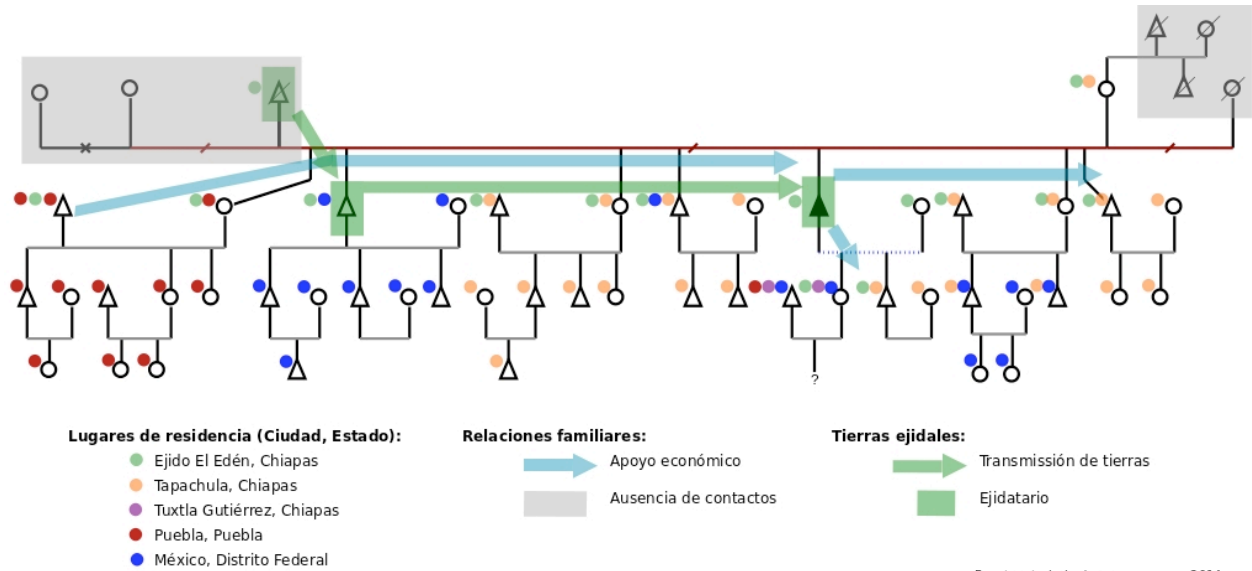 ?
Lugares de residencia (Ciudad, Estado):
Ejido El Edén, Chiapas
Tapachula, Chiapas
Tuxtla Gutiérrez, Chiapas
Puebla, Puebla
México, Distrito Federal
Relaciones familiares:
Apoyo económico
Ausencia de contactos
Tierras ejidales:
Transmisión de tierras
Ejidatario